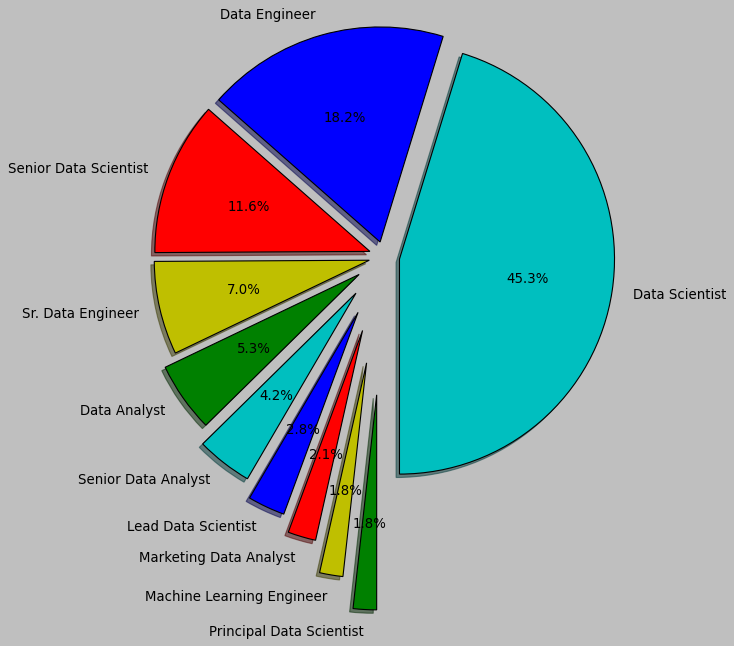 Data Engineer
18.2%
Senior Data Scientist
11.6%
45.3%
Data Scientist
7.0%
Sr. Data Engineer
5.3%
Data Analyst
4.2%
Senior Data Analyst
2.8%
Lead Data Scientist
2.1%
Marketing Data Analyst
1.8%
Machine Learning Engineer
1.8%
Principal Data Scientist